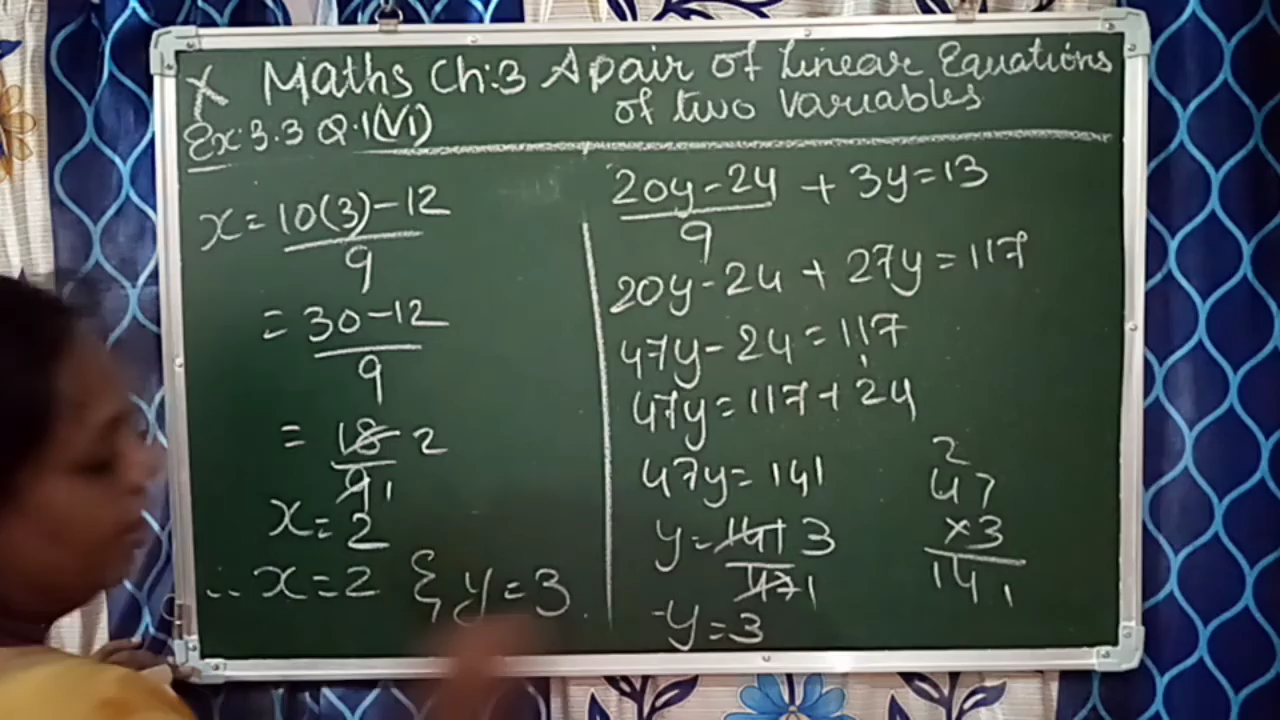 X Maths Ch:3 A pair of Linear Equations
of two variables
Ex:3.3 Q.1(VI)
x = 10(3)-12
9
= 30-12
9
= 18 2
9 1
x = 2
∴ x = 2 { y = 3
20y-24 + 3y = 13
9
20y-24 + 27y = 117
47y-24 = 117
47y = 117+24
47y = 141
y = 141 3
47 1
y = 3
2
47
×3
141